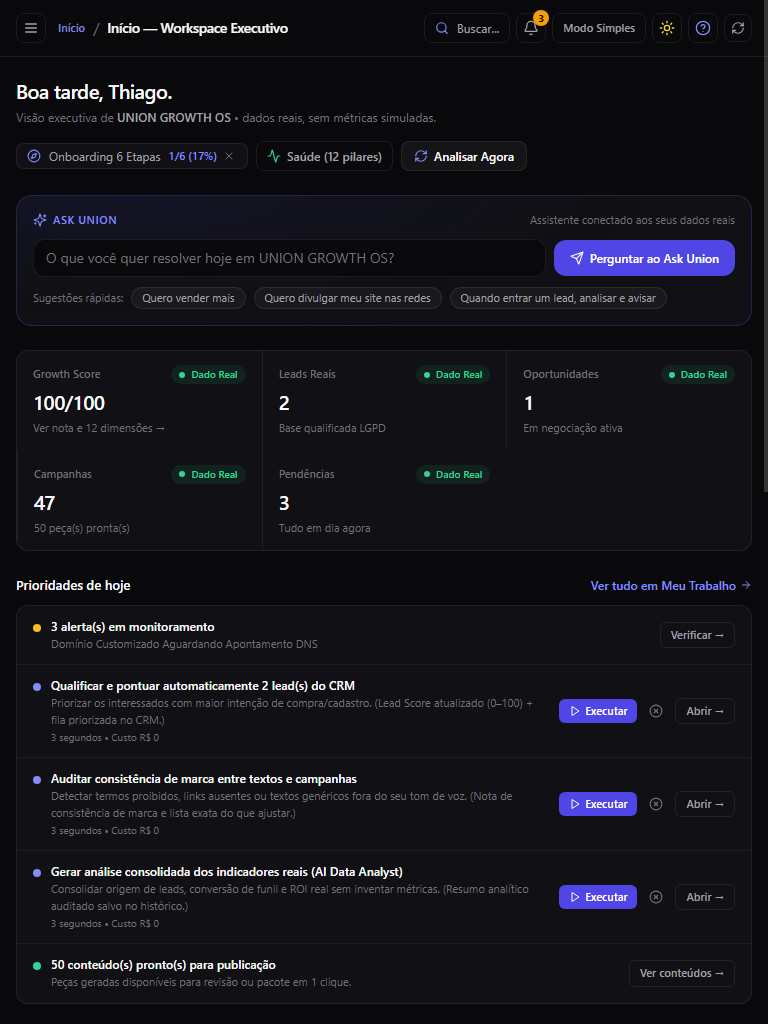 Início / Início — Workspace Executivo
Buscar...
3
Modo Simples
Boa tarde, Thiago.
Visão executiva de UNION GROWTH OS • dados reais, sem métricas simuladas.
Onboarding 6 Etapas 1/6 (17%)
Saúde (12 pilares)
Analisar Agora
ASK UNION
Assistente conectado aos seus dados reais
O que você quer resolver hoje em UNION GROWTH OS?
Perguntar ao Ask Union
Sugestões rápidas:
Quero vender mais
Quero divulgar meu site nas redes
Quando entrar um lead, analisar e avisar
Growth Score
Dado Real
100/100
Ver nota e 12 dimensões →
Leads Reais
Dado Real
2
Base qualificada LGPD
Oportunidades
Dado Real
1
Em negociação ativa
Campanhas
Dado Real
47
50 peça(s) pronta(s)
Pendências
Dado Real
3
Tudo em dia agora
Prioridades de hoje
Ver tudo em Meu Trabalho →
3 alerta(s) em monitoramento
Domínio Customizado Aguardando Apontamento DNS
Verificar →
Qualificar e pontuar automaticamente 2 lead(s) do CRM
Priorizar os interessados com maior intenção de compra/cadastro. (Lead Score atualizado (0–100) +
fila priorizada no CRM.)
3 segundos • Custo R$ 0
Executar
Abrir →
Auditar consistência de marca entre textos e campanhas
Detectar termos proibidos, links ausentes ou textos genéricos fora do seu tom de voz. (Nota de
consistência de marca e lista exata do que ajustar.)
3 segundos • Custo R$ 0
Executar
Abrir →
Gerar análise consolidada dos indicadores reais (AI Data Analyst)
Consolidar origem de leads, conversão de funil e ROI real sem inventar métricas. (Resumo analítico
auditado salvo no histórico.)
3 segundos • Custo R$ 0
Executar
Abrir →
50 conteúdo(s) pronto(s) para publicação
Peças geradas disponíveis para revisão ou pacote em 1 clique.
Ver conteúdos →